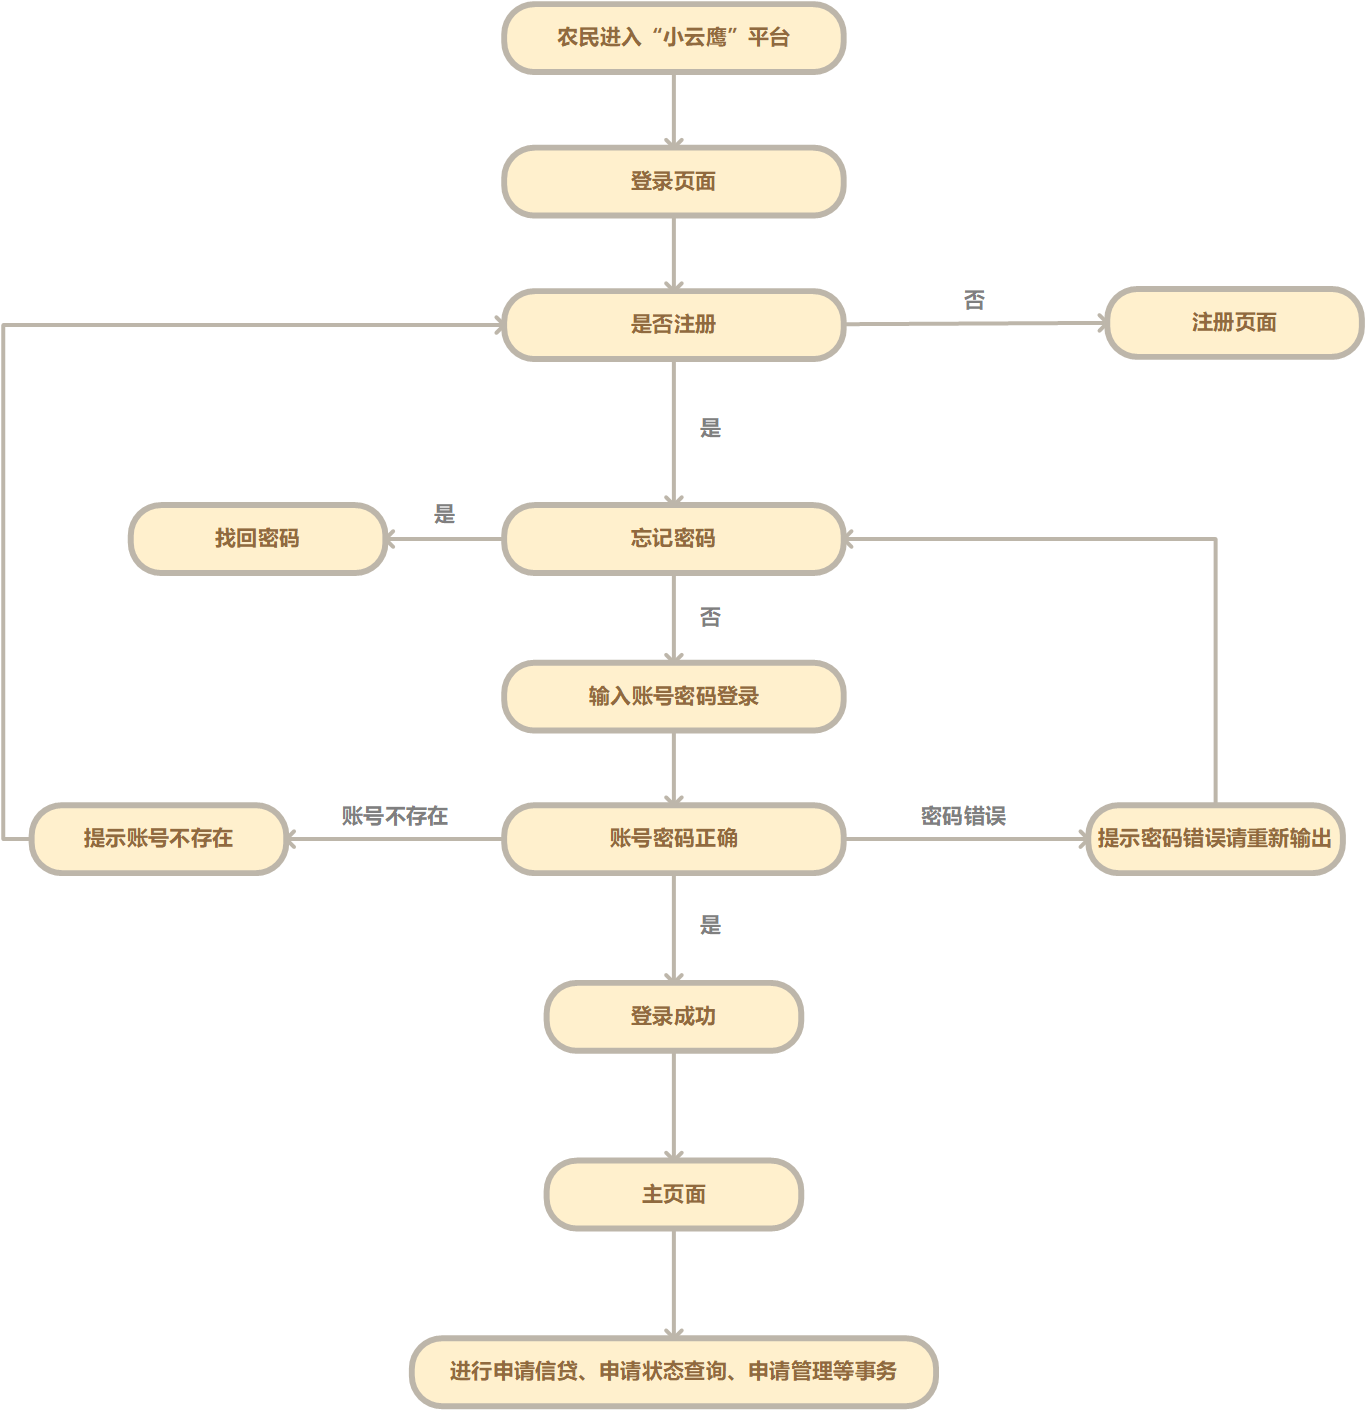 农民进入“小云鹰”平台
登录页面
是否注册
否
注册页面
是
找回密码
是
忘记密码
否
输入账号密码登录
提示账号不存在
账号不存在
账号密码正确
密码错误
提示密码错误请重新输出
是
登录成功
主页面
进行申请信贷、申请状态查询、申请管理等事务